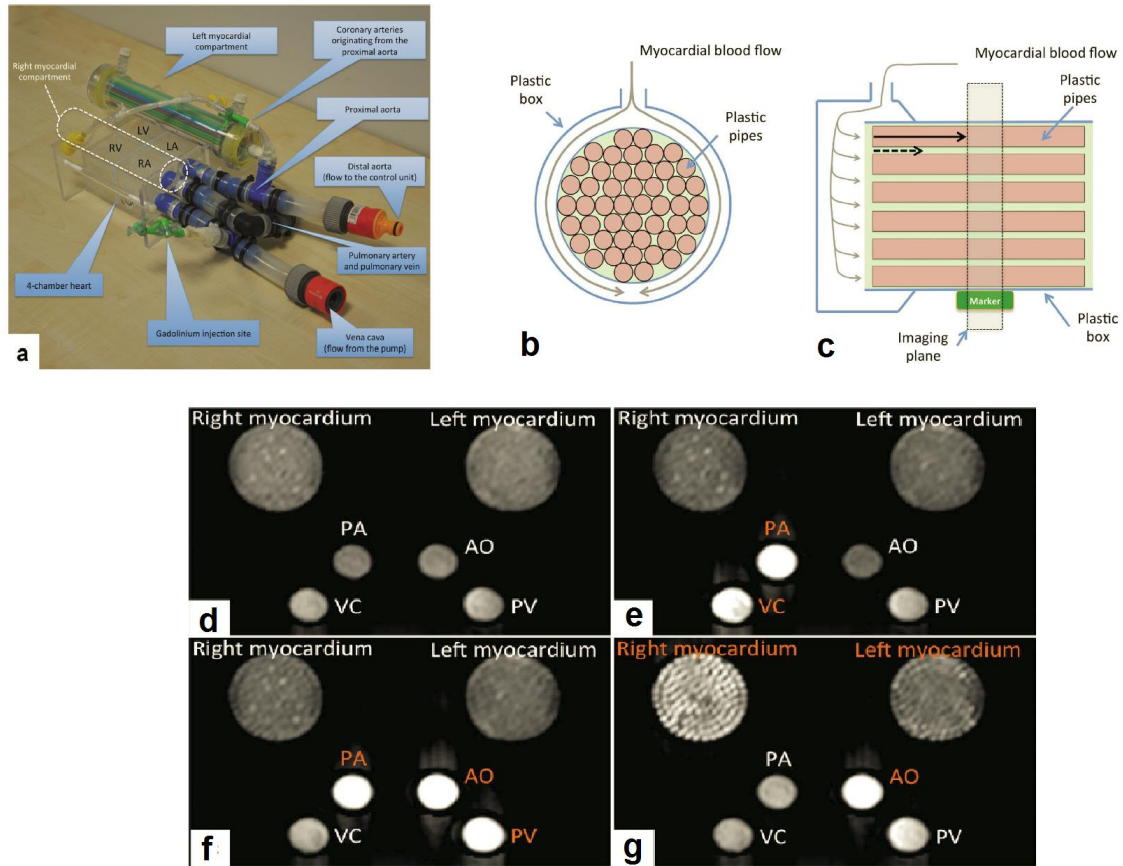 Left myocardial
compartment
Coronary arteries
originating from the
proximal aorta
Right myocardial
compartment
Proximal aorta
LV
RV
LA
RA
Distal aorta
(flow to the control unit)
Pulmonary artery
and pulmonary vein
4-chamber heart
Gadolinium injection site
Vena cava
(flow from the pump)
a
Myocardial blood flow
Plastic
box
Plastic
pipes
b
Myocardial blood flow
Plastic
pipes
Marker
Imaging
plane
Plastic
box
c
Right myocardium
Left myocardium
PA
AO
VC
PV
d
Right myocardium
Left myocardium
PA
AO
VC
PV
e
Right myocardium
Left myocardium
PA
AO
VC
PV
f
Right myocardium
Left myocardium
PA
AO
VC
PV
g